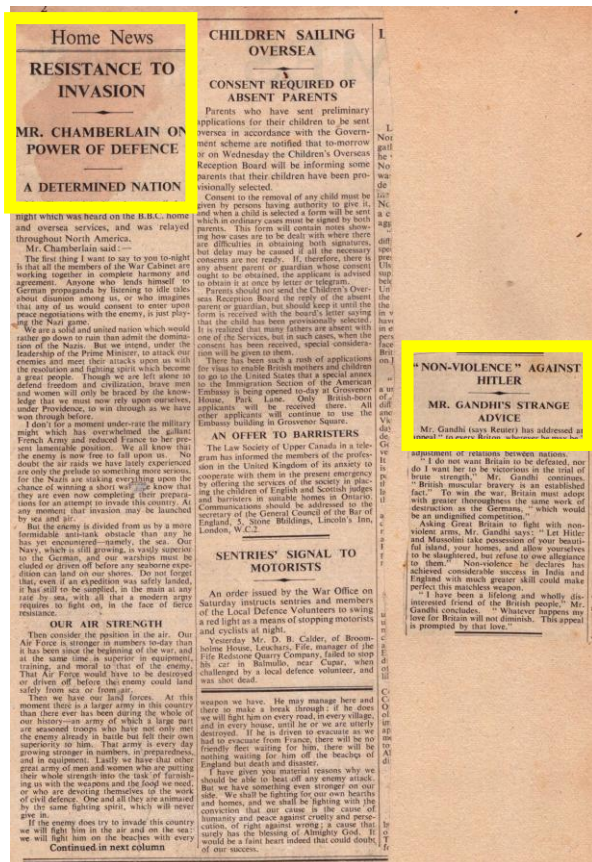 Home News
RESISTANCE TO
INVASION
MR. CHAMBERLAIN ON
POWER OF DEFENCE
A DETERMINED NATION
night which was heard on the B.B.C. home
and oversea services, and was relayed
throughout North America.
Mr. Chamberlain said:—
The first thing I want to say to you to-night
is that all the members of the War Cabinet are
working together in complete harmony and
agreement. Anyone who lends himself to
German propaganda by listening to idle tales
about disunion among us, or who imagines
that any of us would consent to enter upon
peace negotiations with the enemy, is just play-
ing the Nazi game.
We are a solid and united nation which would
rather go down to ruin than admit the domina-
tion of the Nazis. But we intend, under the
leadership of the Prime Minister, to attack our
enemies and meet their attacks upon us with
the resolution and fighting spirit which become
a great people. Though we are left alone to
defend freedom and civilization, brave men
and women will only be braced by the know-
ledge that we must now rely upon ourselves,
under Providence, to win through as we have
won through before.
I don't for a moment under-rate the military
might which has overwhelmed the gallant
French Army and reduced France to her pre-
sent lamentable position. We all know that
the enemy is now free to fall upon us. No
doubt the air raids we have lately experienced
are only the prelude to something more serious,
for the Nazis are staking everything upon the
chance of winning a short war. We know that
they are even now completing their prepara-
tions for an attempt to invade this country. At
any moment that invasion may be launched
by sea and air.
But the enemy is divided from us by a more
formidable anti-tank obstacle than any he
has yet encountered—namely, the sea. Our
Navy, which is still growing, is vastly superior
to the German, and our warships must be
eluded or driven off before any seaborne expe-
dition can land on our shores. Do not forget
that, even if an expedition was safely landed,
it has still to be supplied, in the main at any
rate by sea, with all that a modern army
requires to fight on, in the face of fierce
resistance.
OUR AIR STRENGTH
Then consider the position in the air. Our
Air Force is stronger in numbers to-day than
it has been since the beginning of the war, and
at the same time is superior in equipment,
training, and moral to that of the enemy.
That Air Force would have to be destroyed
or driven off before the enemy could land
safely from sea or from air.
Then we have our land forces. At this
moment there is a larger army in this country
than there ever has been during the whole of
our history—an army of which a large part
are seasoned troops who have not only met
the enemy already in battle but felt their own
superiority to him. That army is every day
growing stronger in numbers, in preparedness,
and in equipment. Lastly we have that other
great army of men and women who are putting
their whole strength into the task of furnish-
ing us with the weapons and the food we need,
or who are devoting themselves to the work
of civil defence. One and all they are animated
by the same fighting spirit, which will never
give in.
If the enemy does try to invade this country
we will fight him in the air and on the sea;
we will fight him on the beaches with every
Continued in next column
CHILDREN SAILING
OVERSEA
CONSENT REQUIRED OF
ABSENT PARENTS
Parents who have sent preliminary
applications for their children to be sent
oversea in accordance with the Govern-
ment scheme are notified that to-morrow
or on Wednesday the Children's Overseas
Reception Board will be informing some
parents that their children have been pro-
visionally selected.
Consent to the removal of any child must be
given by persons having authority to give it,
and when a child is selected a form will be sent
which in ordinary cases must be signed by both
parents. This form will contain notes show-
ing how cases are to be dealt with where there
are difficulties in obtaining both signatures,
but delay may be caused if all the necessary
consents are not ready. If, therefore, there is
any absent parent or guardian whose consent
ought to be obtained, the applicant is advised
to obtain it at once by letter or telegram.
Parents should not send the Children's Over-
seas Reception Board the reply of the absent
parent or guardian, but should keep it until the
form is received with the board's letter saying
that the child has been provisionally selected.
It is realized that many fathers are absent with
one of the Services, but in such cases, when the
consent has been received, special considera-
tion will be given to them.
There has been such a rush of applications
for visas to enable British mothers and children
to go to the United States that a special annex
to the Immigration Section of the American
Embassy is being opened to-day at Grosvenor
House, Park Lane. Only British-born
applicants will be received there. All
other applicants will continue to use the
Embassy building in Grosvenor Square.
AN OFFER TO BARRISTERS
The Law Society of Upper Canada in a tele-
gram has informed the members of the profes-
sion in the United Kingdom of its anxiety to
cooperate with them in the present emergency
by offering the services of the society in plac-
ing the children of English and Scottish judges
and barristers in suitable homes in Ontario.
Communications should be addressed to the
secretary of the General Council of the Bar of
England, 5, Stone Buildings, Lincoln's Inn,
London, W.C.2.
SENTRIES' SIGNAL TO
MOTORISTS
An order issued by the War Office on
Saturday instructs sentries and members
of the Local Defence Volunteers to swing
a red light as a means of stopping motorists
and cyclists at night.
Yesterday Mr. D. B. Calder, of Broom-
holme House, Leuchars, Fife, manager of the
Fife Redstone Quarry Company, failed to stop
his car in Balmullo, near Cupar, when
challenged by a local defence volunteer, and
was shot dead.
weapon we have. He may manage here and
there to make a break through: if he does
we will fight him on every road, in every village,
and in every house, until he or we are utterly
destroyed. If he is driven to evacuate as we
had to evacuate from France, there will be no
friendly fleet waiting for him, there will be
nothing waiting for him off the beaches of
England but death and disaster.
I have given you material reasons why we
should be able to beat off any enemy attack.
But we have something even stronger on our
side. We shall be fighting for our own hearths
and homes, and we shall be fighting with the
conviction that our cause is the cause of
humanity and peace against cruelty and perse-
cution, of right against wrong; a cause that
surely has the blessing of Almighty God. It
would be a faint heart indeed that could doubt
of our success.
"NON-VIOLENCE" AGAINST
HITLER
MR. GANDHI'S STRANGE
ADVICE
Mr. Gandhi (says Reuter) has addressed an
appeal "to every Briton, wherever he may be
adjustment of relations between nations."
"I do not want Britain to be defeated, nor
do I want her to be victorious in the trial of
brute strength," Mr. Gandhi continues.
"British muscular bravery is an established
fact." To win the war, Britain must adopt
with greater thoroughness the same work of
destruction as the Germans, "which would
be an undignified competition."
Asking Great Britain to fight with non-
violent arms, Mr. Gandhi says: "Let Hitler
and Mussolini take possession of your beauti-
ful island, your homes, and allow yourselves
to be slaughtered, but refuse to owe allegiance
to them." Non-violence he declares has
achieved considerable success in India and
England with much greater skill could make
perfect this matchless weapon.
"I have been a lifelong and wholly dis-
interested friend of the British people," Mr.
Gandhi concludes. "Whatever happens my
love for Britain will not diminish. This appeal
is prompted by that love."